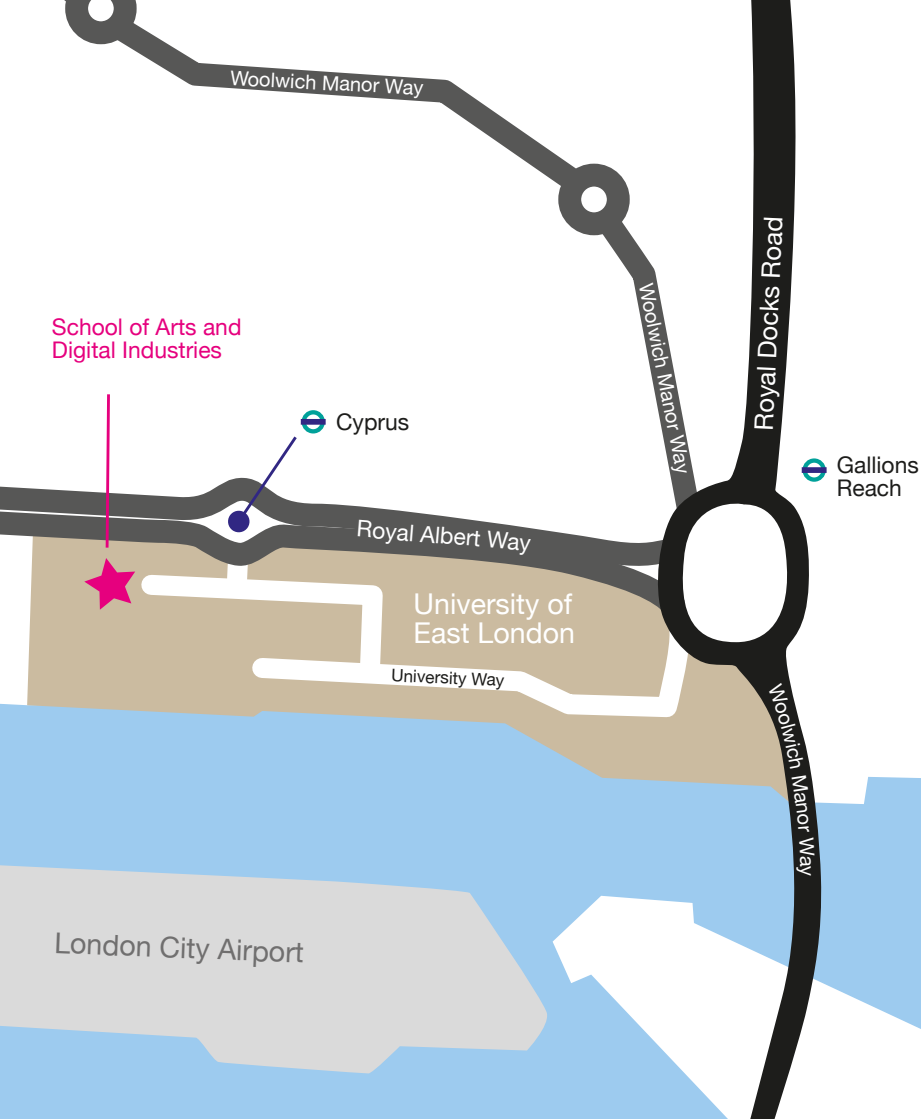 Woolwich Manor Way
Royal Docks Road
Woolwich Manor Way
School of Arts and
Digital Industries
Cyprus
Gallions
Reach
Royal Albert Way
University of
East London
University Way
Woolwich Manor Way
London City Airport